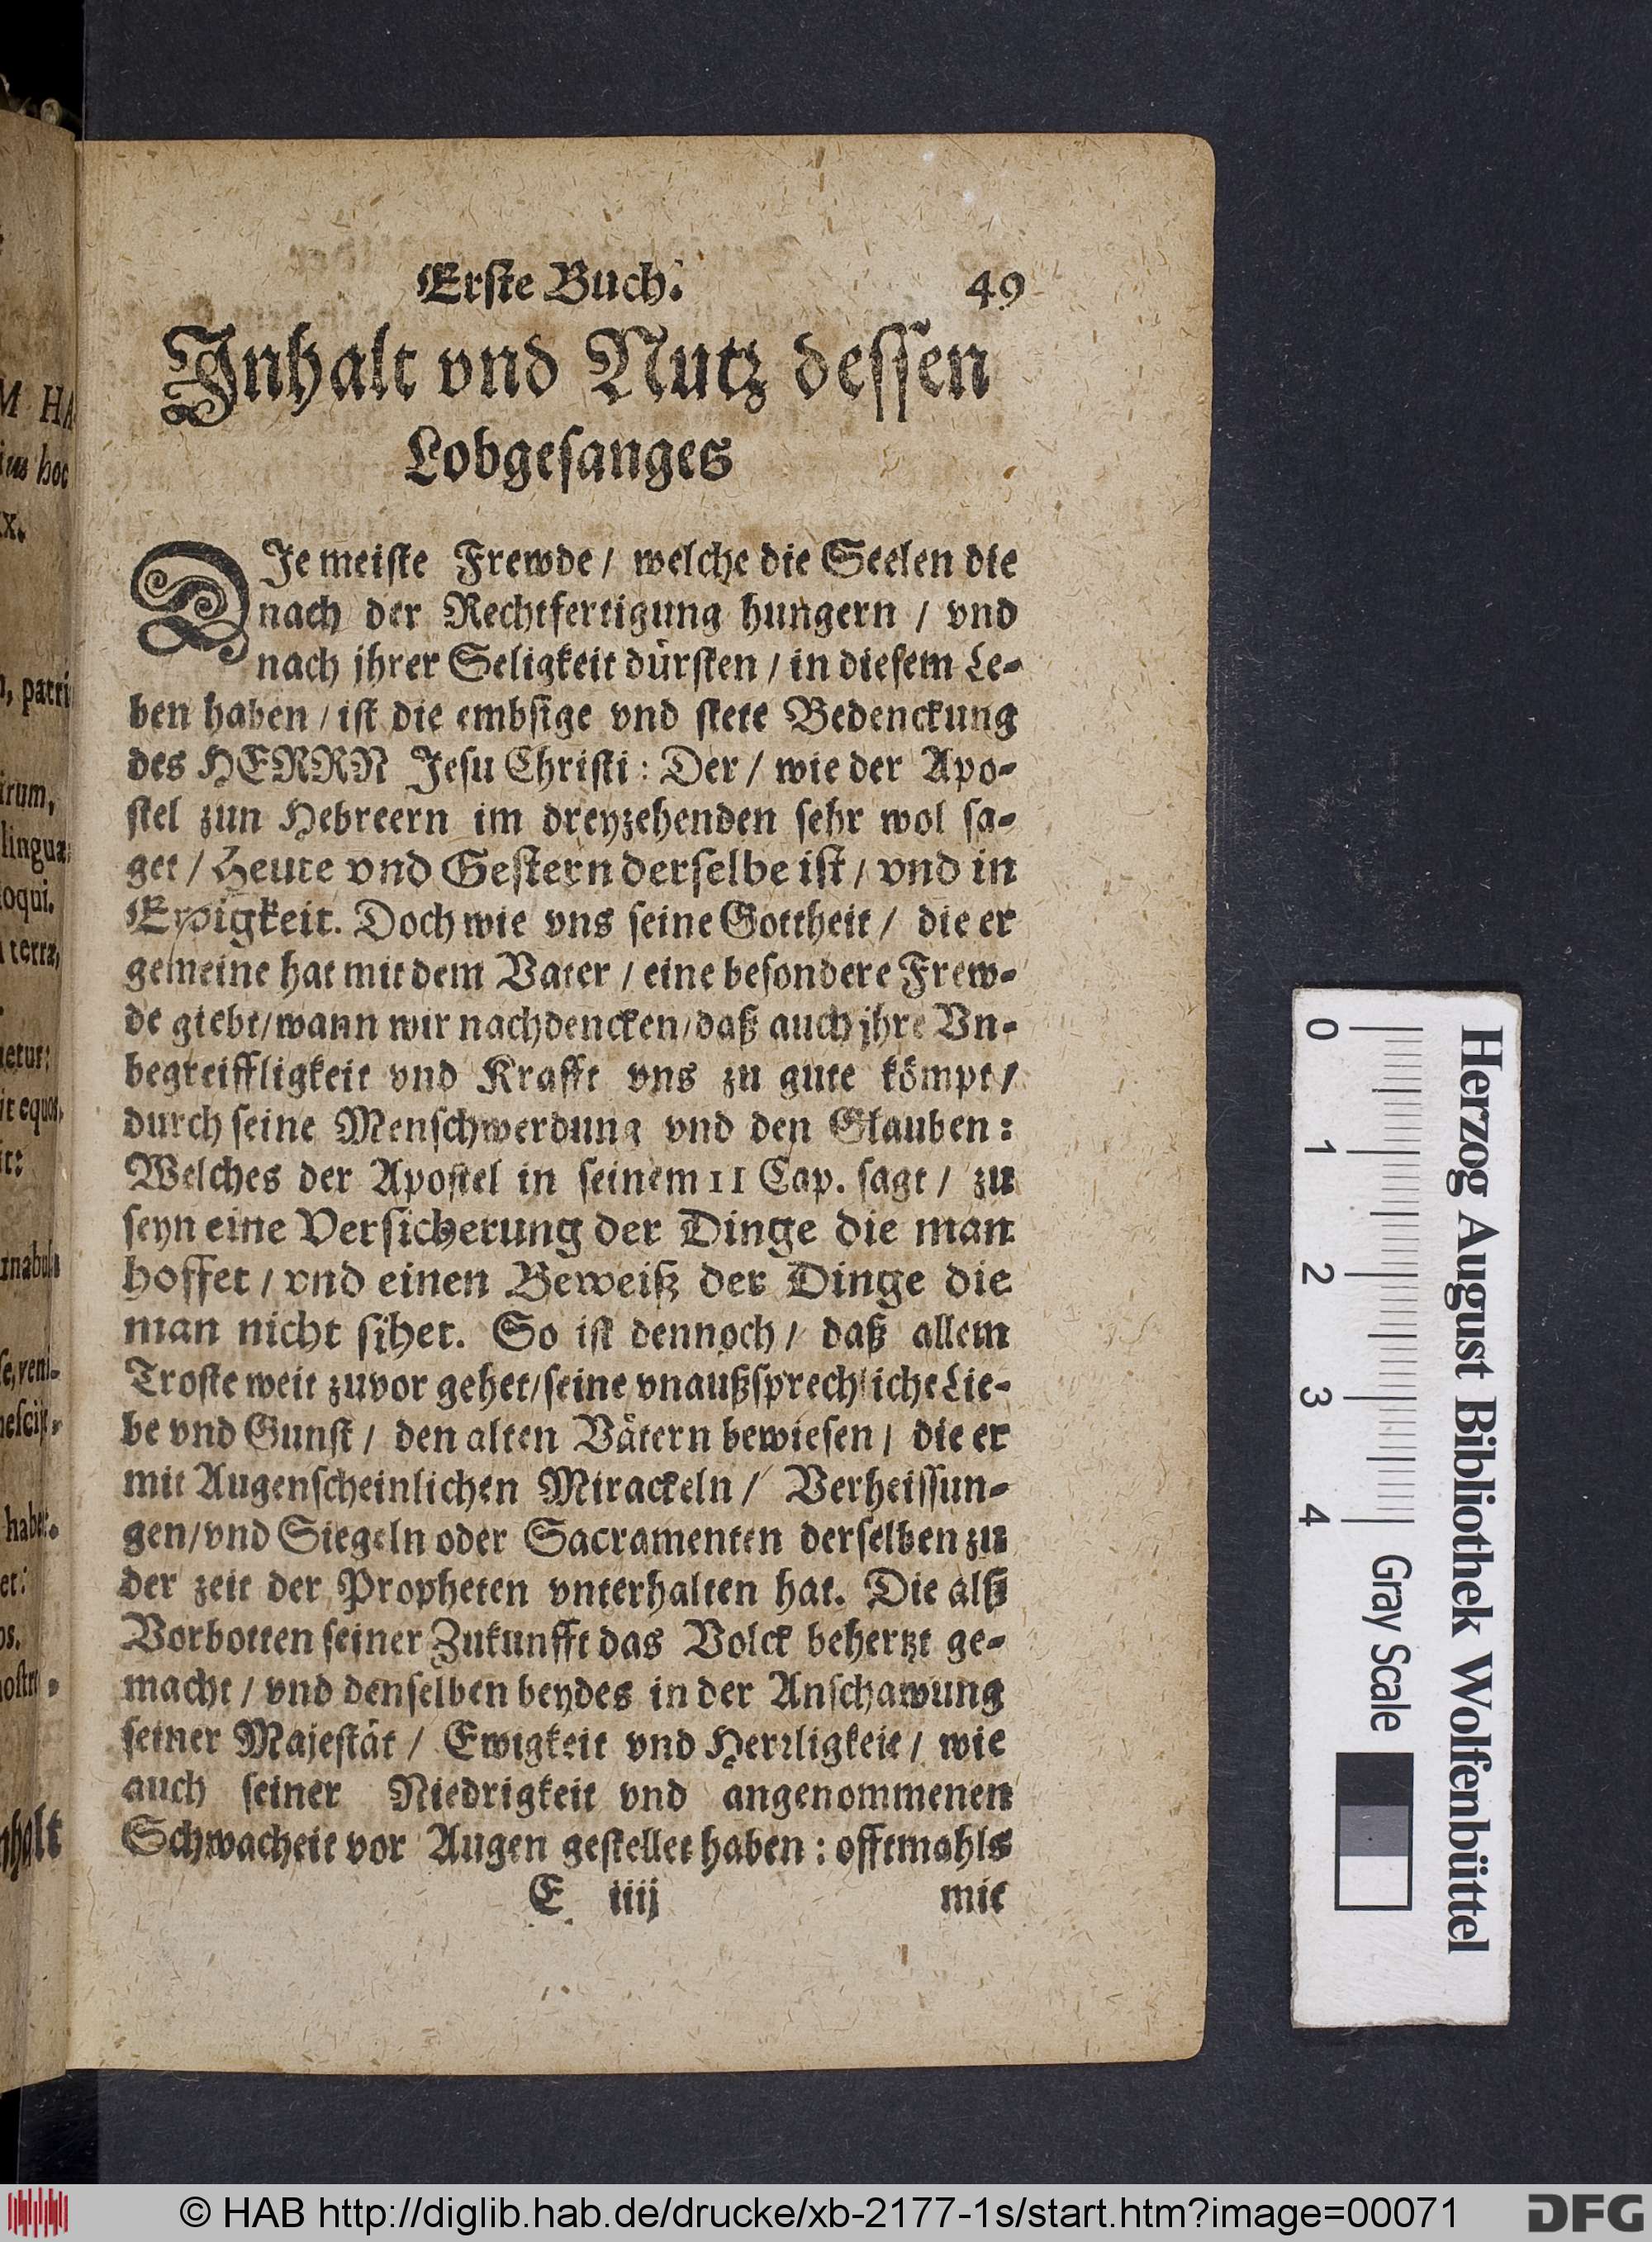 Erste Buch. 49
Inhalt vnd Nutz dessen
Lobgesanges
DIe meiste Frewde / welche die Seelen die
nach der Rechtfertigung hungern / vnd
nach jhrer Seligkeit dürsten / in diesem Le-
ben haben / ist die embsige vnd stete Bedenckung
des HERRN Jesu Christi : Der / wie der Apo-
stel zun Hebreern im dreyzehenden sehr wol sa-
get / Heute vnd Gestern derselbe ist / vnd in
Ewigkeit. Doch wie vns seine Gottheit / die er
gemeine hat mit dem Vater / eine besondere Frew-
de giebt/wann wir nachdencken/daß auch jhre Vn-
begreiffligkeit vnd Krafft vns zu gute kömpt /
durch seine Menschwerdung vnd den Glauben :
Welches der Apostel in seinem 11 Cap. sagt / zu
seyn eine Versicherung der Dinge die man
hoffet / vnd einen Beweiß der Dinge die
man nicht sihet. So ist dennoch / daß allem
Troste weit zuvor gehet/seine vnaußsprechliche Lie-
be vnd Gunst / den alten Vätern bewiesen / die er
mit Augenscheinlichen Mirackeln / Verheissun-
gen/vnd Siegeln oder Sacramenten derselben zu
der zeit der Propheten vnterhalten hat. Die alß
Vorbotten seiner Zukunfft das Volck behertzt ge-
macht / vnd denselben beydes in der Anschawung
seiner Majestät / Ewigkeit vnd Herrligkeit / wie
auch seiner Niedrigkeit vnd angenommenen
Schwacheit vor Augen gestellet haben : offtmahls
E iiij mit
M HA
hoc
x.
patri
lingua
loqui.
terræ,
it equos,
nhalt
0 1 2 3 4 Gray Scale
Herzog August Bibliothek Wolfenbüttel
© HAB http://diglib.hab.de/drucke/xb-2177-1s/start.htm?image=00071
DFG